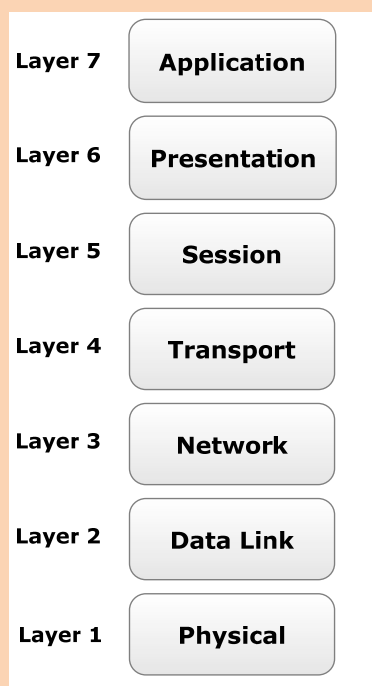 Layer 7 Application
Layer 6 Presentation
Layer 5 Session
Layer 4 Transport
Layer 3 Network
Layer 2 Data Link
Layer 1 Physical